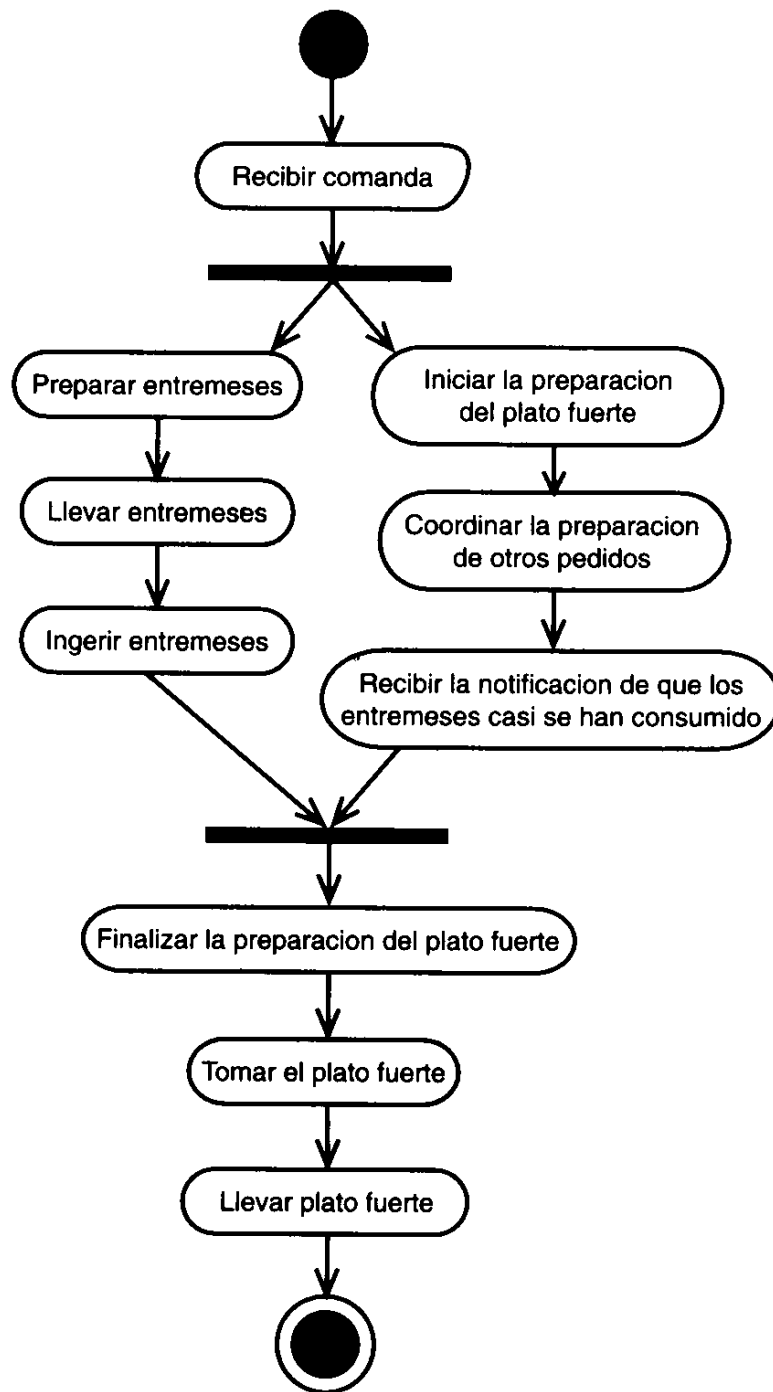 Recibir comanda
Preparar entremeses
Llevar entremeses
Ingerir entremeses
Iniciar la preparacion
del plato fuerte
Coordinar la preparacion
de otros pedidos
Recibir la notificacion de que los
entremeses casi se han consumido
Finalizar la preparacion del plato fuerte
Tomar el plato fuerte
Llevar plato fuerte